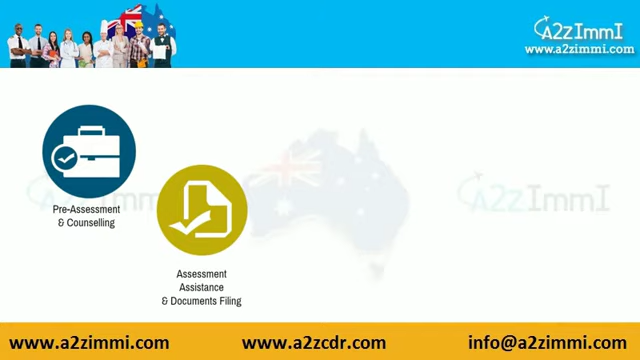 A2zImmI
www.a2zimmi.com
Pre-Assessment
& Counselling
A2zImmI
Assessment
Assistance
& Documents Filing
www.a2zimmi.com
www.a2zcdr.com
info@a2zimmi.com